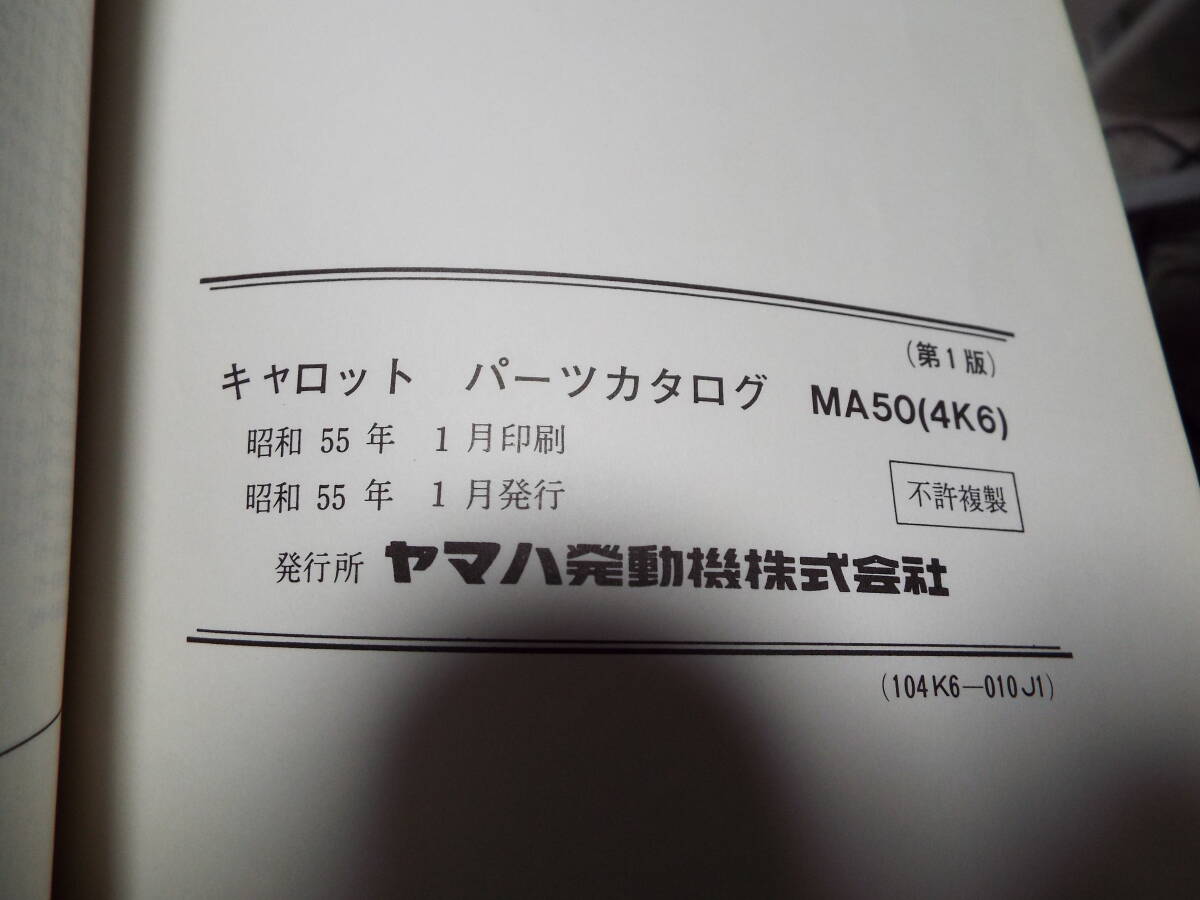 (第1版)
キャロット パーツカタログ MA50(4K6)
昭和 55 年 1 月印刷
昭和 55 年 1 月発行
不許複製
発行所 ヤマハ発動機株式会社
(104K6-010J1)